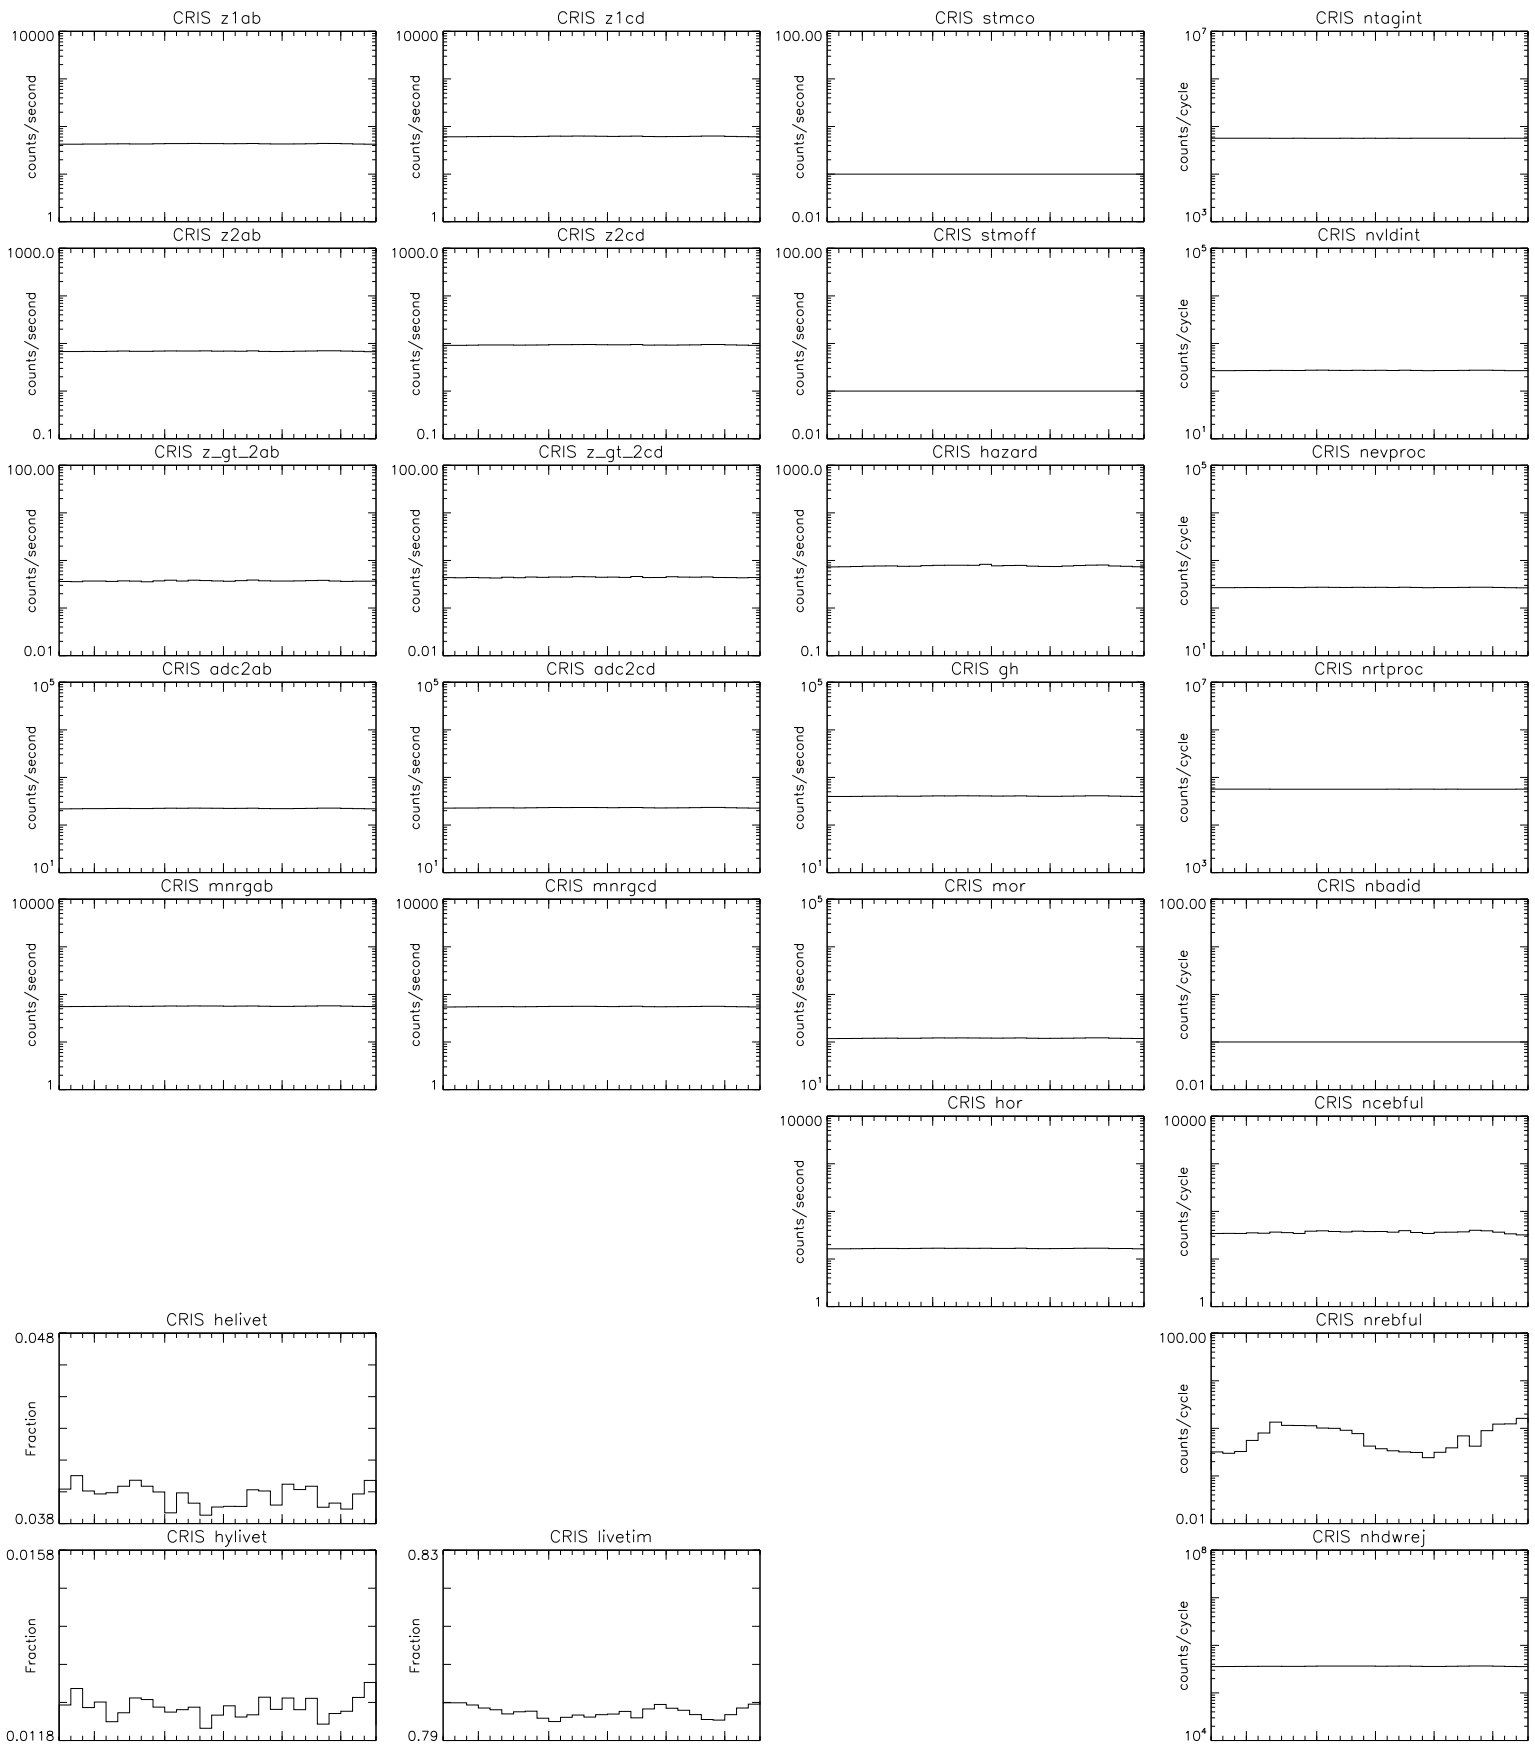 CRIS z1ab
CRIS z1cd
CRIS stmco
CRIS ntagint
10000
counts/second
1
10000
counts/second
1
100.00
counts/second
0.01
10^7
counts/cycle
10^3
CRIS z2ab
CRIS z2cd
CRIS stmoff
CRIS nvldint
1000.0
counts/second
0.1
1000.0
counts/second
0.1
100.00
counts/second
0.01
10^5
counts/cycle
10^1
CRIS z_gt_2ab
CRIS z_gt_2cd
CRIS hazard
CRIS nevproc
100.00
counts/second
0.01
100.00
counts/second
0.01
1000.0
counts/second
0.1
10^5
counts/cycle
10^1
CRIS adc2ab
CRIS adc2cd
CRIS gh
CRIS nrtproc
10^5
counts/second
10^1
10^5
counts/second
10^1
10^5
counts/second
10^1
10^7
counts/cycle
10^3
CRIS mnrgab
CRIS mnrgcd
CRIS mor
CRIS nbadid
10000
counts/second
1
10000
counts/second
1
10^5
counts/second
10^1
100.00
counts/cycle
0.01
CRIS hor
CRIS ncebful
10000
counts/second
1
10000
counts/cycle
1
CRIS helivet
CRIS nrebful
0.048
Fraction
0.038
100.00
counts/cycle
0.01
CRIS hylivet
CRIS livetim
CRIS nhdwrej
0.0158
Fraction
0.0118
0.83
Fraction
0.79
10^8
counts/cycle
10^4